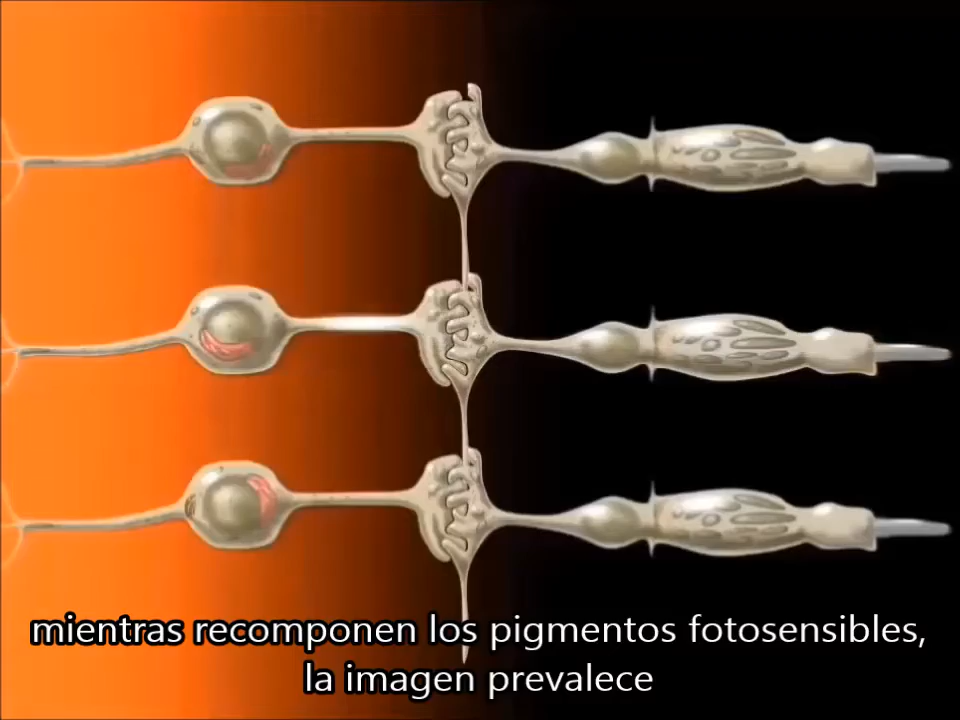 mientras recomponen los pigmentos fotosensibles,
la imagen prevalece